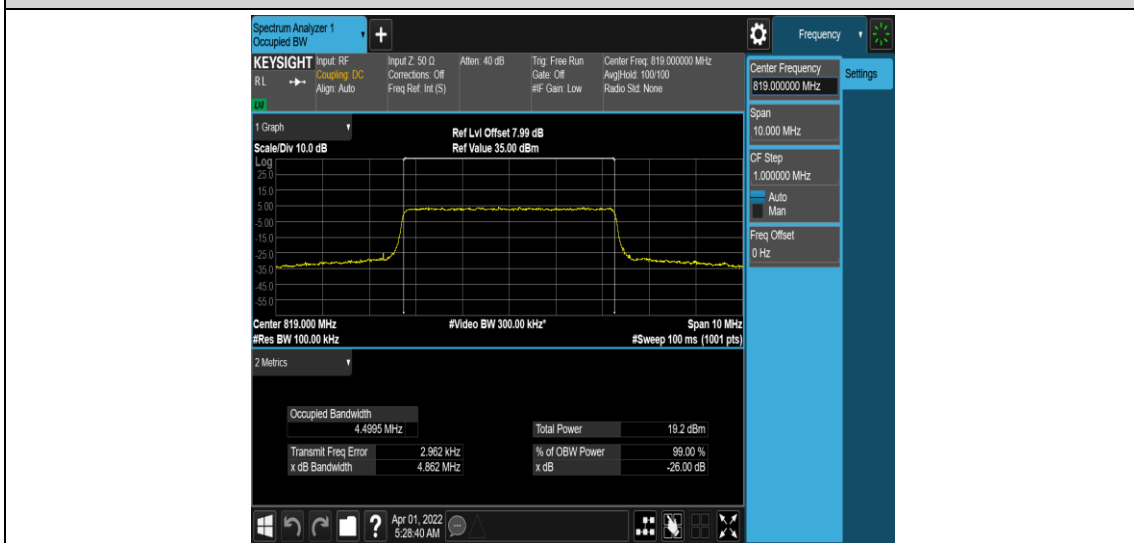 Spectrum Analyzer 1
Occupied BW
+
Frequency
KEYSIGHT
RL
Input: RF
Coupling: DC
Align: Auto
Input Z: 50 Ω
Corrections: Off
Freq Ref: Int (S)
Atten: 40 dB
Trig: Free Run
Gate: Off
#IF Gain: Low
Center Freq: 819.000000 MHz
Avg|Hold: 100/100
Radio Std: None
LXI
1 Graph
Ref Lvl Offset 7.99 dB
Scale/Div 10.0 dB
Ref Value 35.00 dBm
Log
25.0
15.0
5.00
-5.00
-15.0
-25.0
-35.0
-45.0
-55.0
Center 819.000 MHz
#Video BW 300.00 kHz*
Span 10 MHz
#Res BW 100.00 kHz
#Sweep 100 ms (1001 pts)
2 Metrics
Occupied Bandwidth
4.4995 MHz
Total Power 19.2 dBm
Transmit Freq Error 2.962 kHz
% of OBW Power 99.00 %
x dB Bandwidth 4.862 MHz
x dB -26.00 dB
Center Frequency
819.000000 MHz
Settings
Span
10.000 MHz
CF Step
1.000000 MHz
Auto
Man
Freq Offset
0 Hz
?
Apr 01, 2022
5:28:40 AM